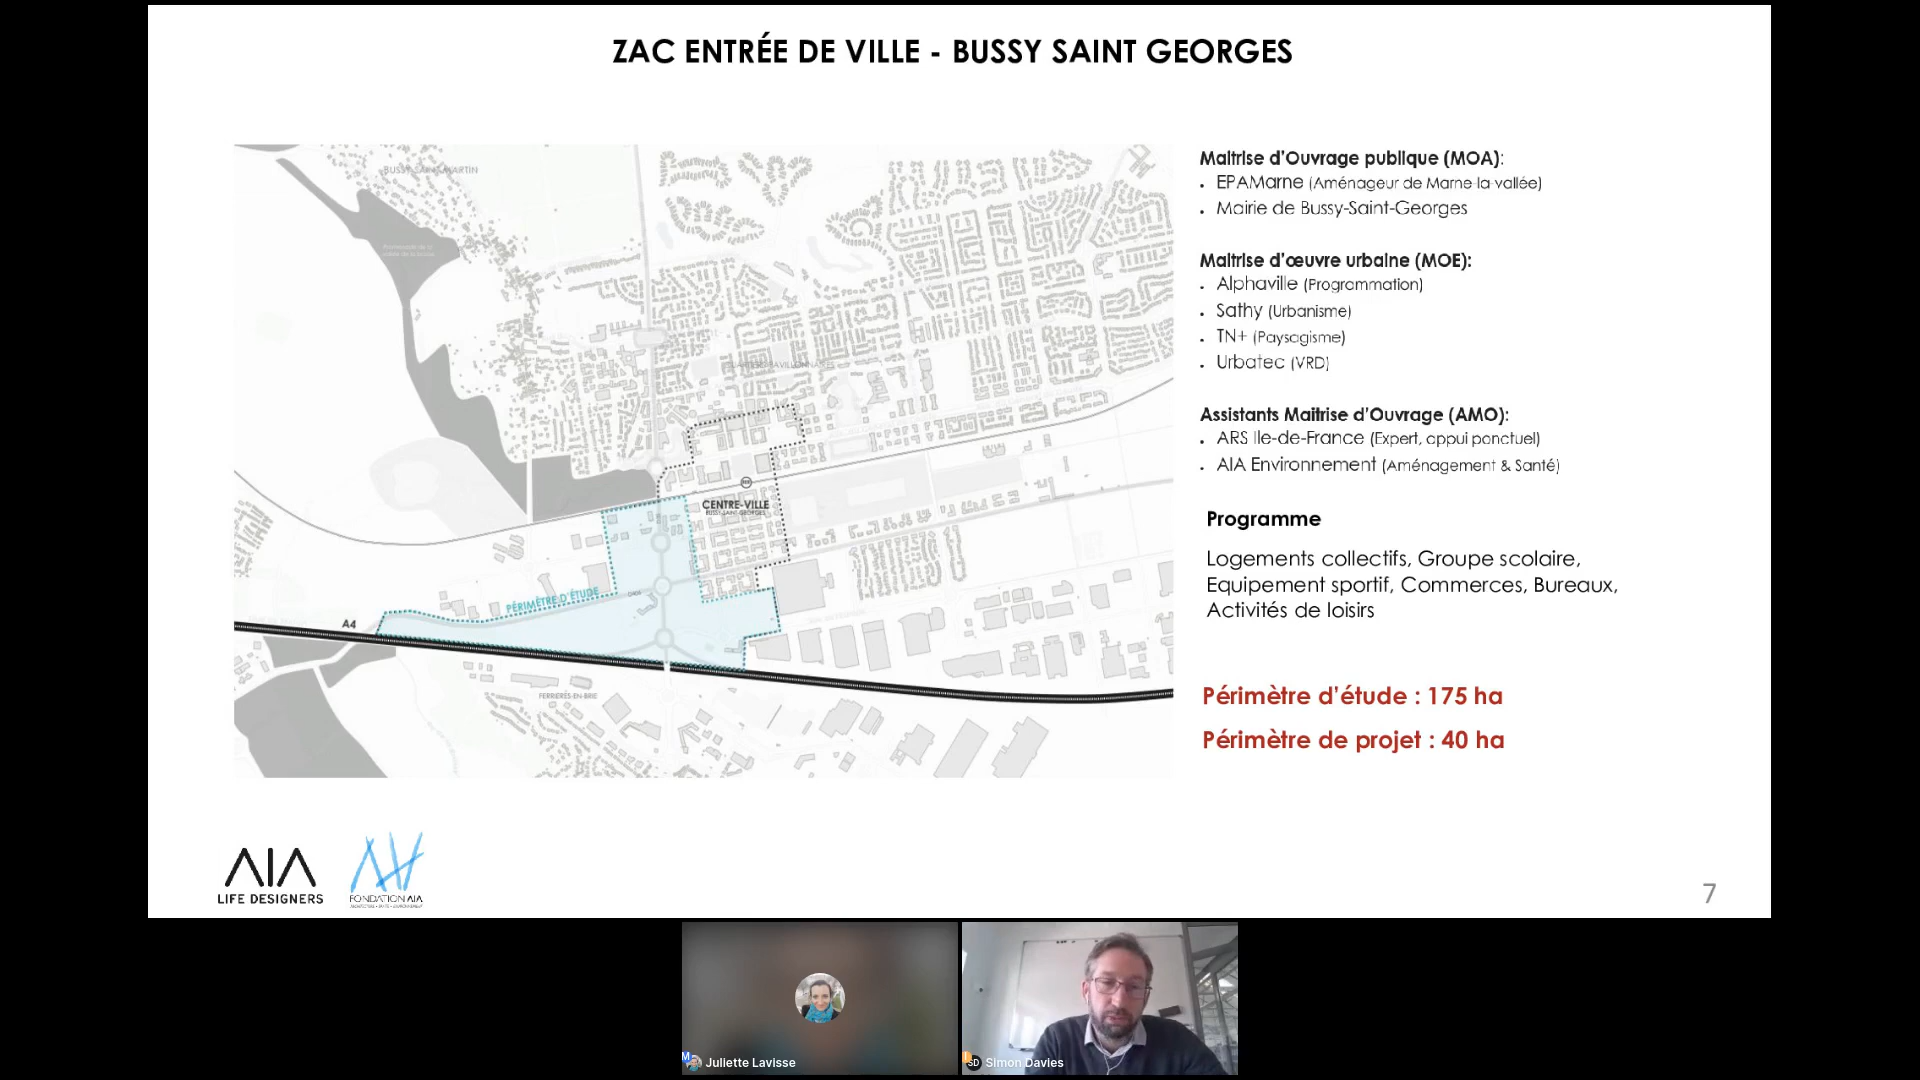 ZAC ENTRÉE DE VILLE - BUSSY SAINT GEORGES
BUSSY-SAINT-MARTIN
QUARTIERS PAVILLONNAIRES
RER
CENTRE-VILLE
BUSSY-SAINT-GEORGES
PÉRIMÈTRE D'ÉTUDE
A4
FERRIÈRES-EN-BRIE
Maitrise d'Ouvrage publique (MOA):
• EPAMarne (Aménageur de Marne-la-vallée)
• Mairie de Bussy-Saint-Georges
Maitrise d'œuvre urbaine (MOE):
• Alphaville (Programmation)
• Sathy (Urbanisme)
• TN+ (Paysagisme)
• Urbatec (VRD)
Assistants Maitrise d'Ouvrage (AMO):
• ARS Ile-de-France (Expert, appui ponctuel)
• AIA Environnement (Aménagement & Santé)
Programme
Logements collectifs, Groupe scolaire,
Equipement sportif, Commerces, Bureaux,
Activités de loisirs
Périmètre d'étude : 175 ha
Périmètre de projet : 40 ha
AIA
LIFE DESIGNERS
FONDATION AIA
7
M
Juliette Lavisse
SD
Simon Davies